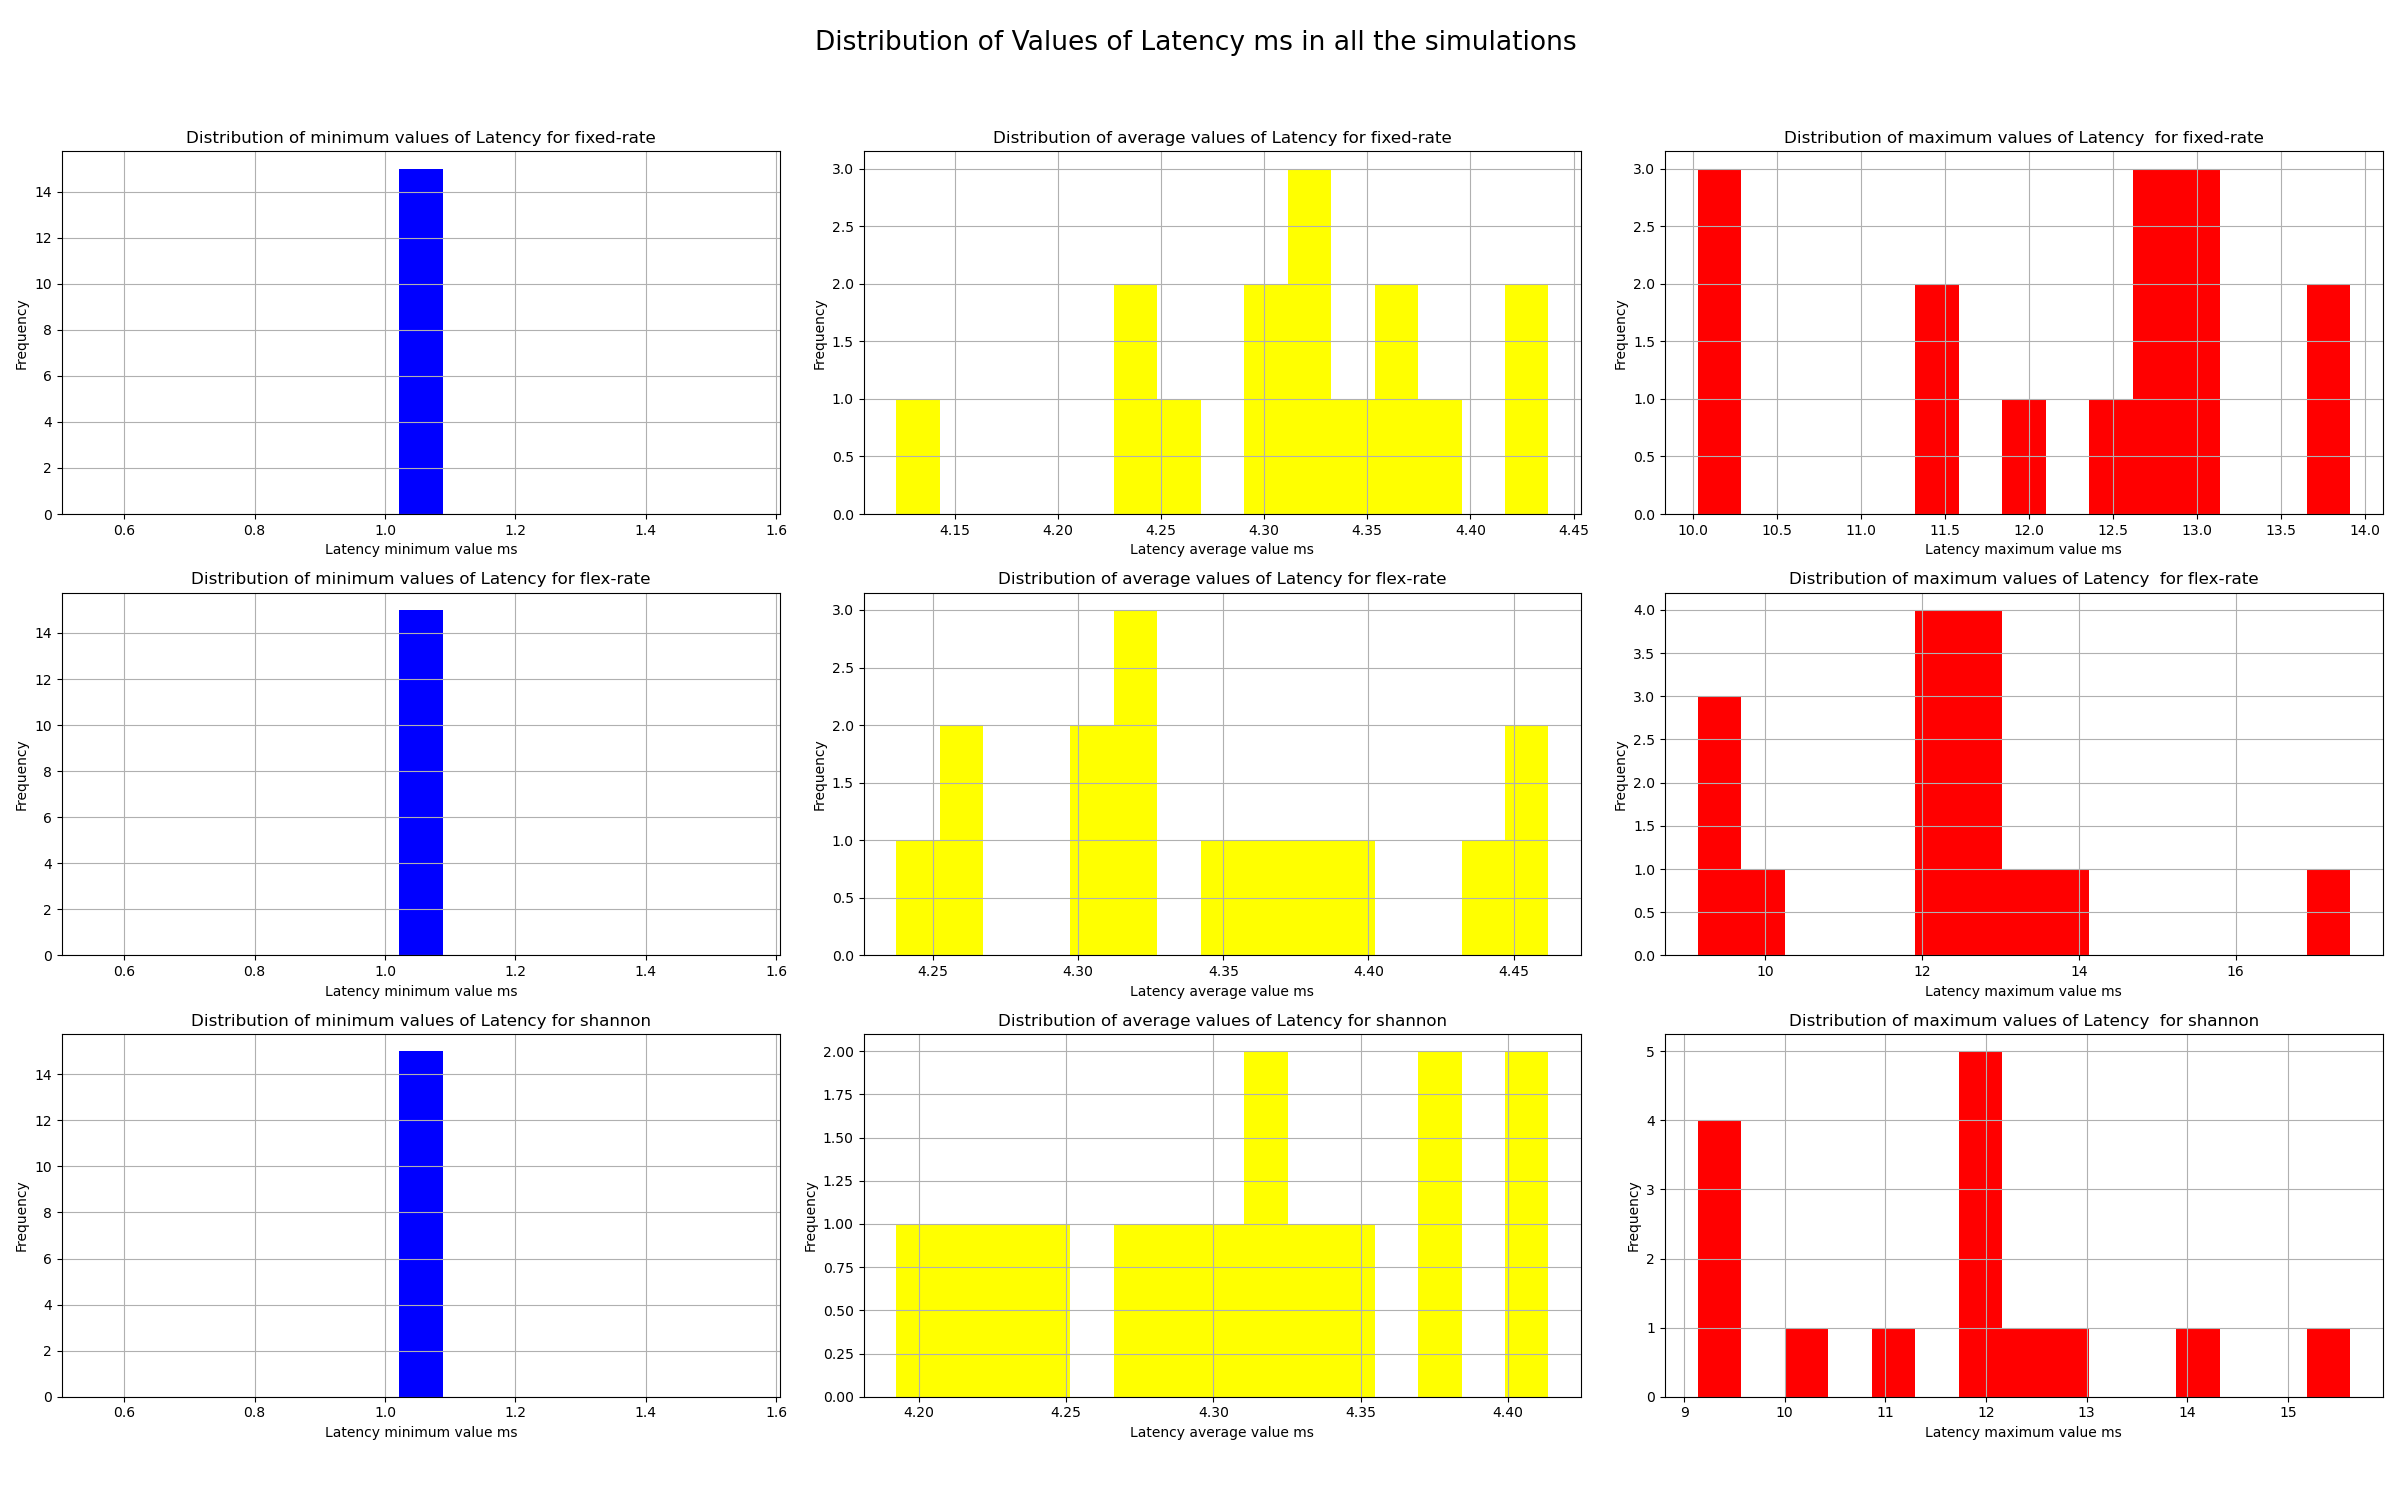 Distribution of Values of Latency ms in all the simulations
Distribution of minimum values of Latency for fixed-rate
Frequency
14
12
10
8
6
4
2
0
0.6 0.8 1.0 1.2 1.4 1.6
Latency minimum value ms
Distribution of average values of Latency for fixed-rate
Frequency
3.0
2.5
2.0
1.5
1.0
0.5
0.0
4.15 4.20 4.25 4.30 4.35 4.40 4.45
Latency average value ms
Distribution of maximum values of Latency  for fixed-rate
Frequency
3.0
2.5
2.0
1.5
1.0
0.5
0.0
10.0 10.5 11.0 11.5 12.0 12.5 13.0 13.5 14.0
Latency maximum value ms
Distribution of minimum values of Latency for flex-rate
Frequency
14
12
10
8
6
4
2
0
0.6 0.8 1.0 1.2 1.4 1.6
Latency minimum value ms
Distribution of average values of Latency for flex-rate
Frequency
3.0
2.5
2.0
1.5
1.0
0.5
0.0
4.25 4.30 4.35 4.40 4.45
Latency average value ms
Distribution of maximum values of Latency  for flex-rate
Frequency
4.0
3.5
3.0
2.5
2.0
1.5
1.0
0.5
0.0
10 12 14 16
Latency maximum value ms
Distribution of minimum values of Latency for shannon
Frequency
14
12
10
8
6
4
2
0
0.6 0.8 1.0 1.2 1.4 1.6
Latency minimum value ms
Distribution of average values of Latency for shannon
Frequency
2.00
1.75
1.50
1.25
1.00
0.75
0.50
0.25
0.00
4.20 4.25 4.30 4.35 4.40
Latency average value ms
Distribution of maximum values of Latency  for shannon
Frequency
5
4
3
2
1
0
9 10 11 12 13 14 15
Latency maximum value ms